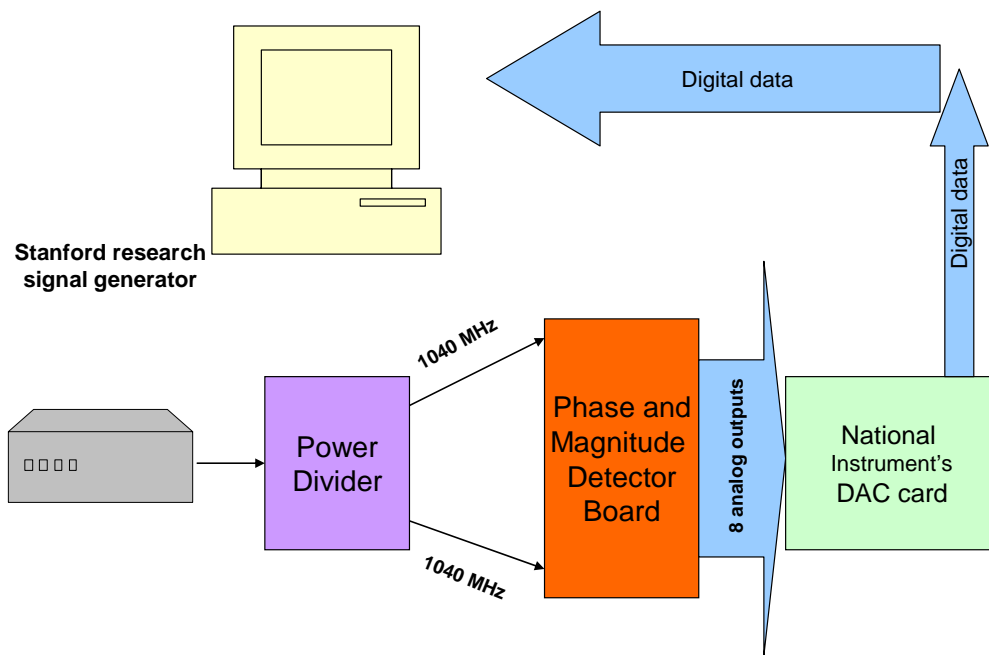 Digital data
Digital data
Stanford research
signal generator
1040 MHz
Power
Divider
1040 MHz
Phase and
Magnitude
Detector
Board
8 analog outputs
National
Instrument's
DAC card